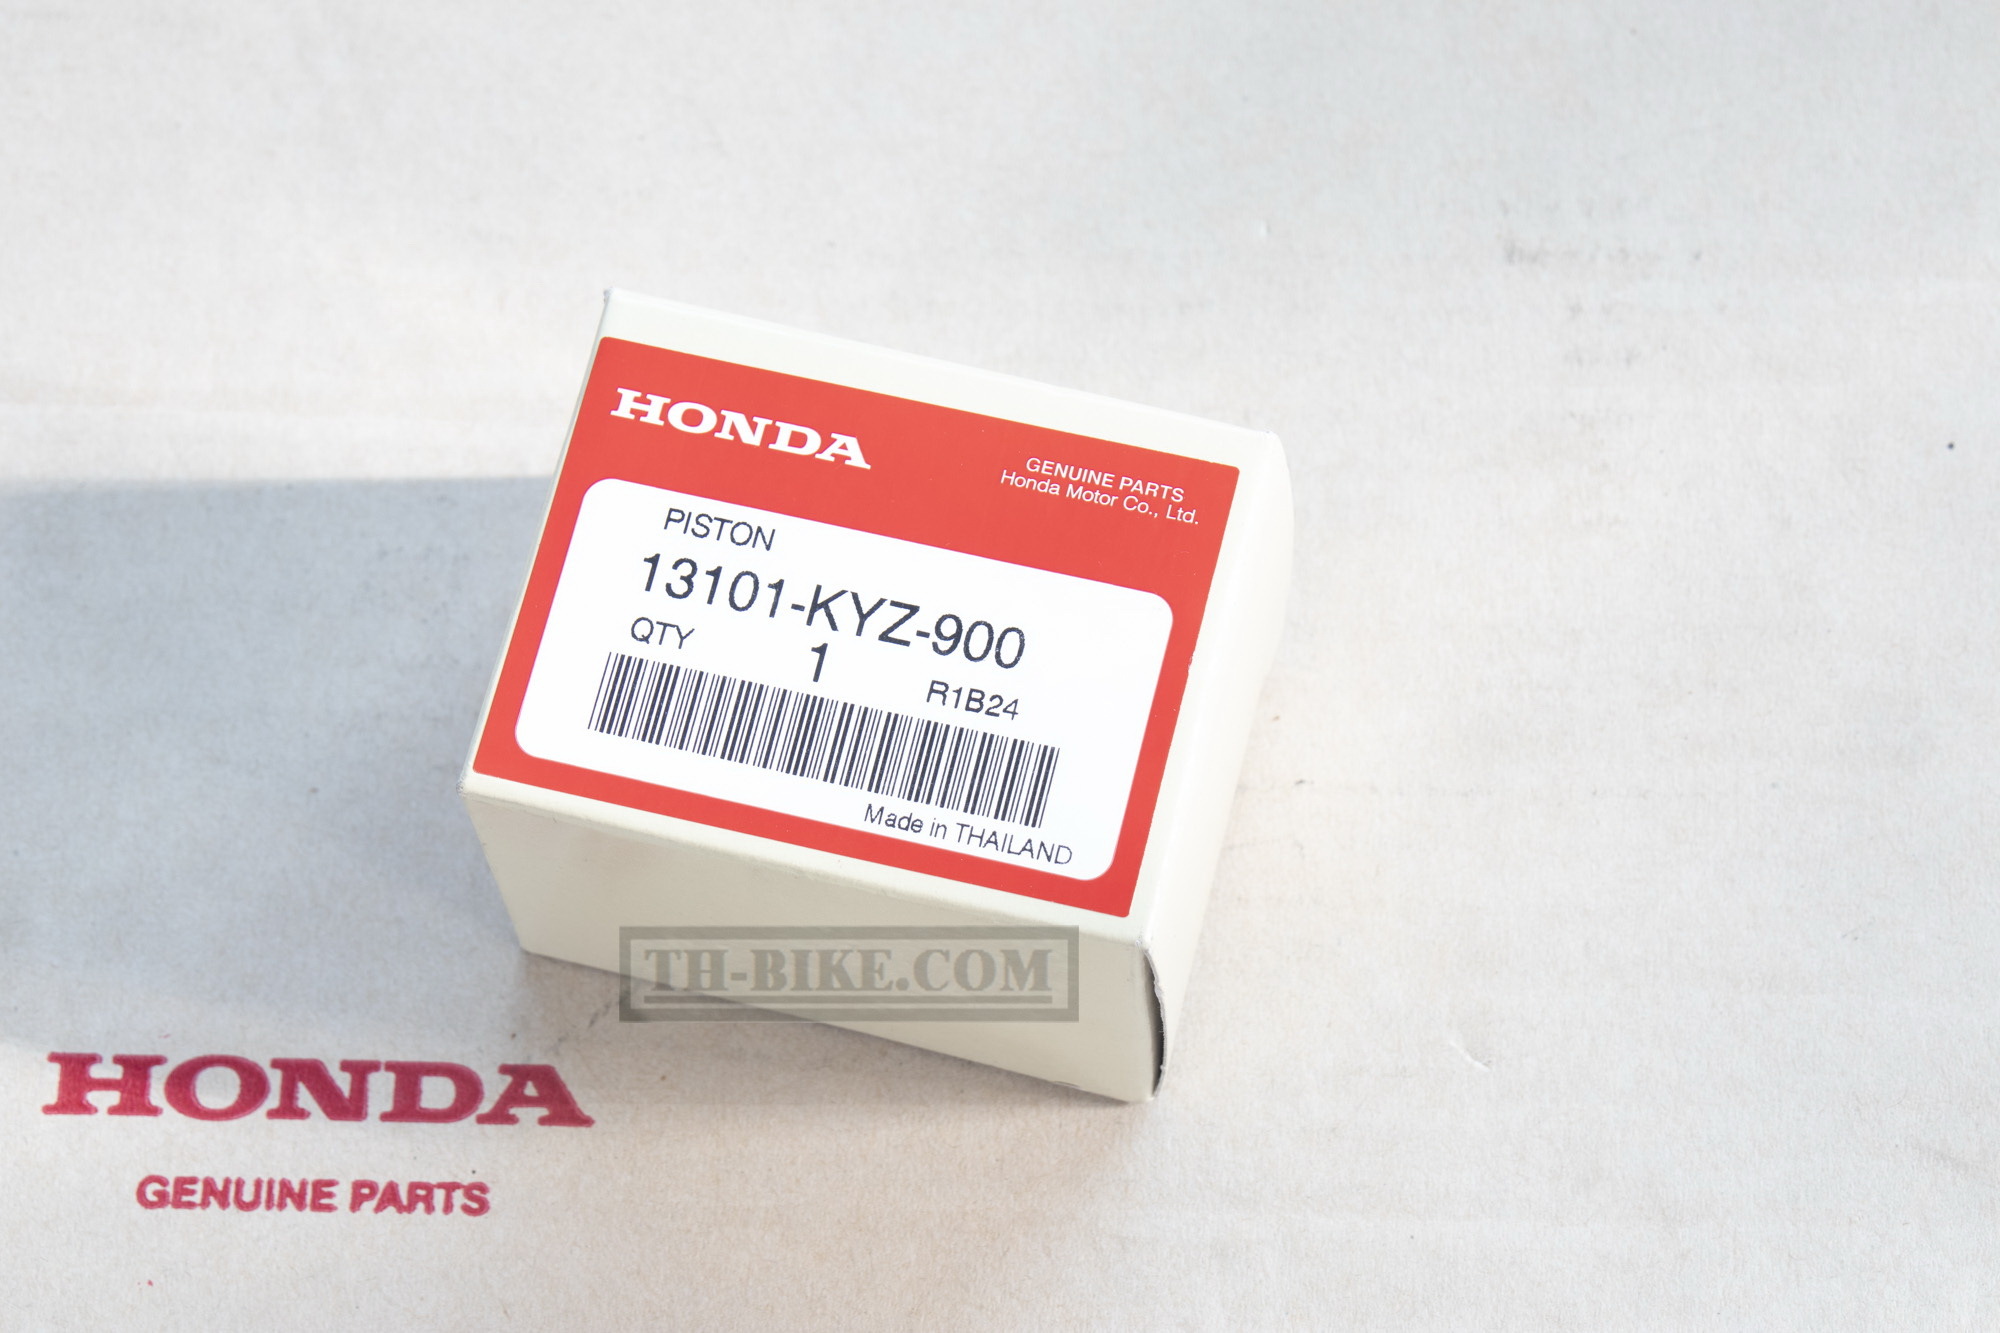 HONDA
GENUINE PARTS
Honda Motor Co., Ltd.
PISTON
13101-KYZ-900
QTY 1
R1B24
Made in THAILAND
TH-BIKE.COM
HONDA
GENUINE PARTS